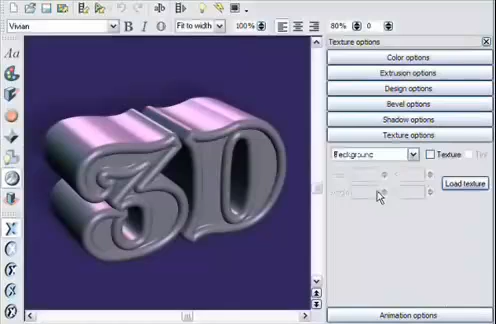 Vivian
B I O
Fit to width
100%
80%
0
Texture options
Aa
Color options
Extrusion options
Design options
Bevel options
Shadow options
Texture options
Background
Texture
Load texture
3D
Animation options